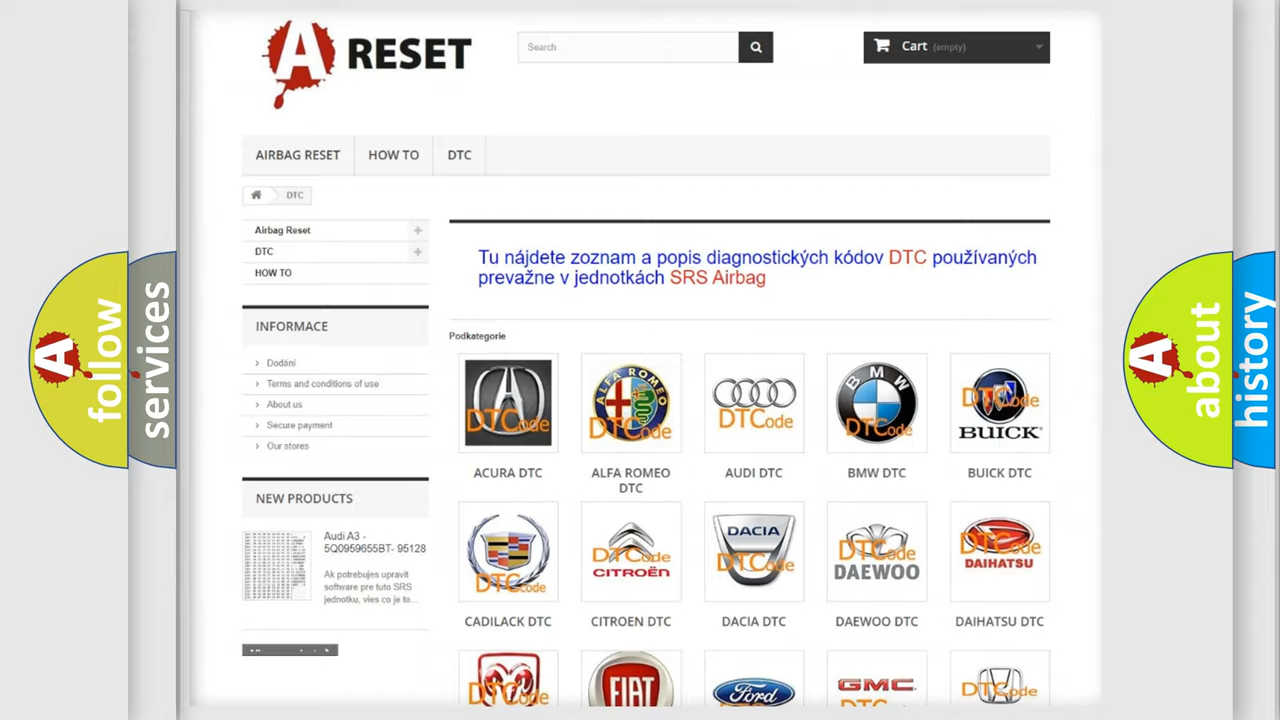 A RESET
Search
Cart (empty)
AIRBAG RESET
HOW TO
DTC
DTC
Airbag Reset
DTC
HOW TO
INFORMACE
Dodání
Terms and conditions of use
About us
Secure payment
Our stores
NEW PRODUCTS
Audi A3 -
5Q0959655BT- 95128
Ak potrebujes upravit
software pre tuto SRS
jednotku, vies co je to...
Tu nájdete zoznam a popis diagnostických kódov DTC používaných
prevažne v jednotkách SRS Airbag
Podkategorie
DTCode
ACURA DTC
ALFA ROMEO
DTCode
ALFA ROMEO
DTC
DTCode
AUDI DTC
BMW
DTCode
BMW DTC
DTCode
BUICK
BUICK DTC
DTCode
CADILACK DTC
DTCode
CITROËN
CITROEN DTC
DACIA
DTCode
DACIA DTC
DTCode
DAEWOO
DAEWOO DTC
DTCode
DAIHATSU
DAIHATSU DTC
DTCode
FIAT
Ford
GMC
DTCode
A follow
services
A about
history